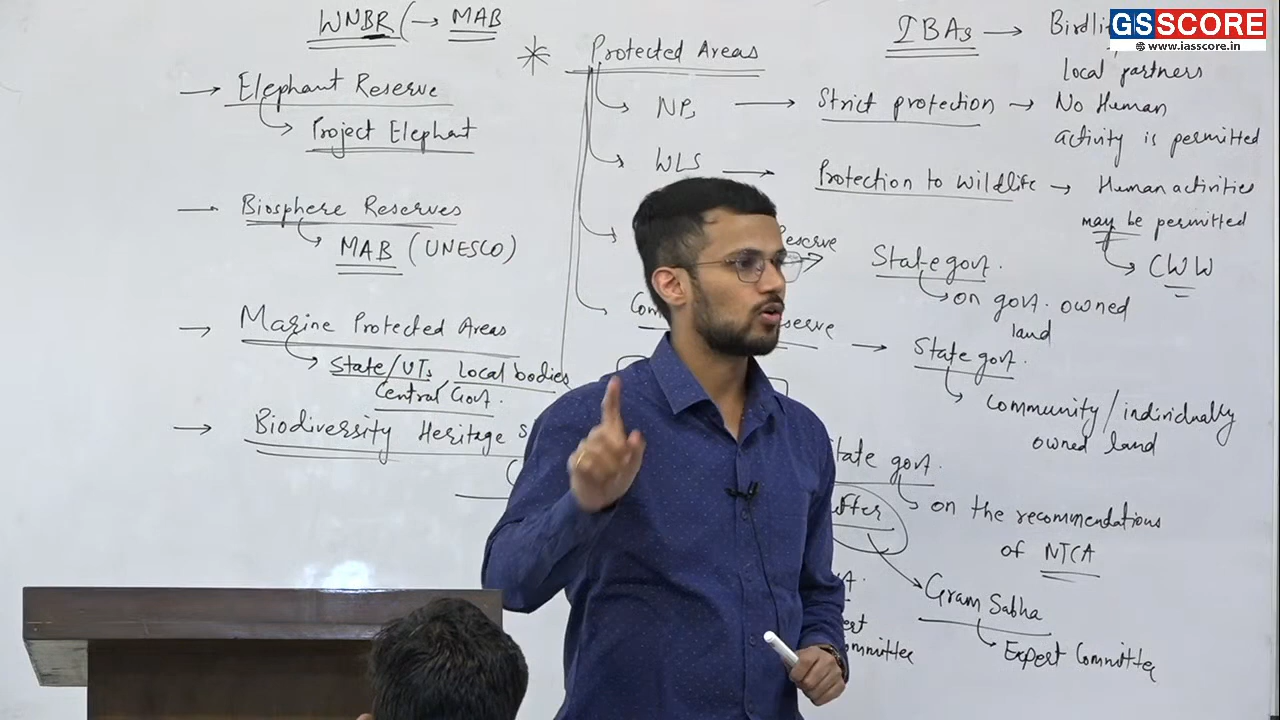 WNBR ( → MAB
→ Elephant Reserve
Project Elephant
→ Biosphere Reserves
MAB (UNESCO)
→ Marine Protected Areas
State/UTs, Local bodies
Central Govt.
→ Biodiversity Heritage
* Protected Areas
NPs → Strict protection → No Human
activity is permitted
WLS → Protection to Wildlife → Human activities
may be permitted
CWW
Reserve → State govt.
on govt. owned
land
Reserve → State govt.
Community/individually
owned land
State govt.
on the recommendations
of NTCA
Buffer
Gram Sabha
Expert Committee
Committee
IBAs → Birdlife
local partners
GSSCORE
www.iasscore.in